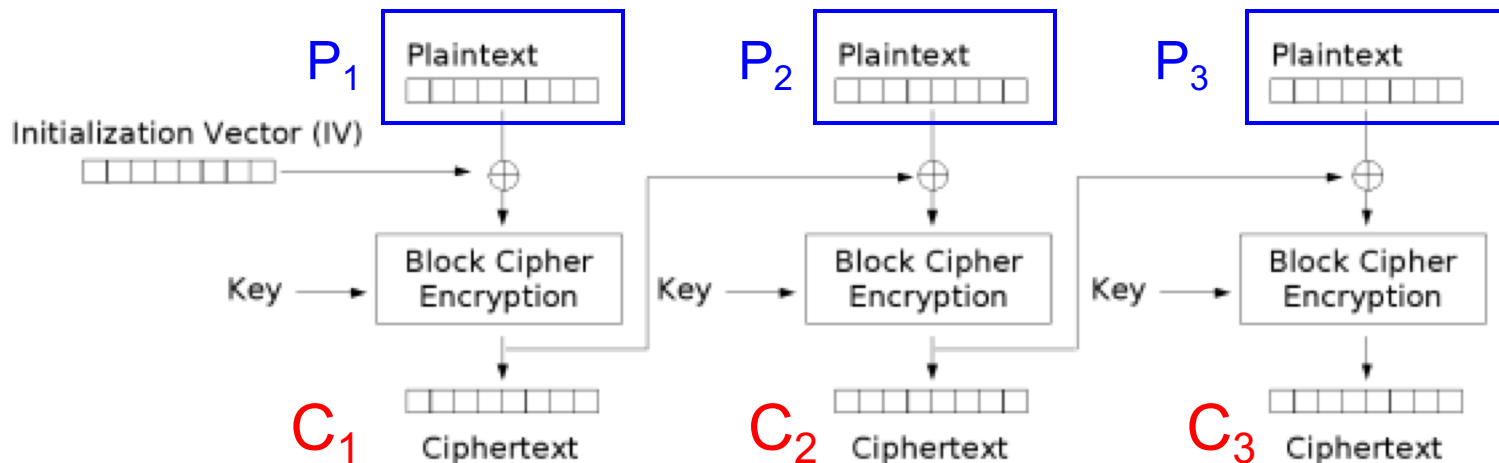 P1 Plaintext P2 Plaintext P3 Plaintext
Initialization Vector (IV)
Key Block Cipher Encryption Key Block Cipher Encryption Key Block Cipher Encryption
C1 Ciphertext C2 Ciphertext C3 Ciphertext